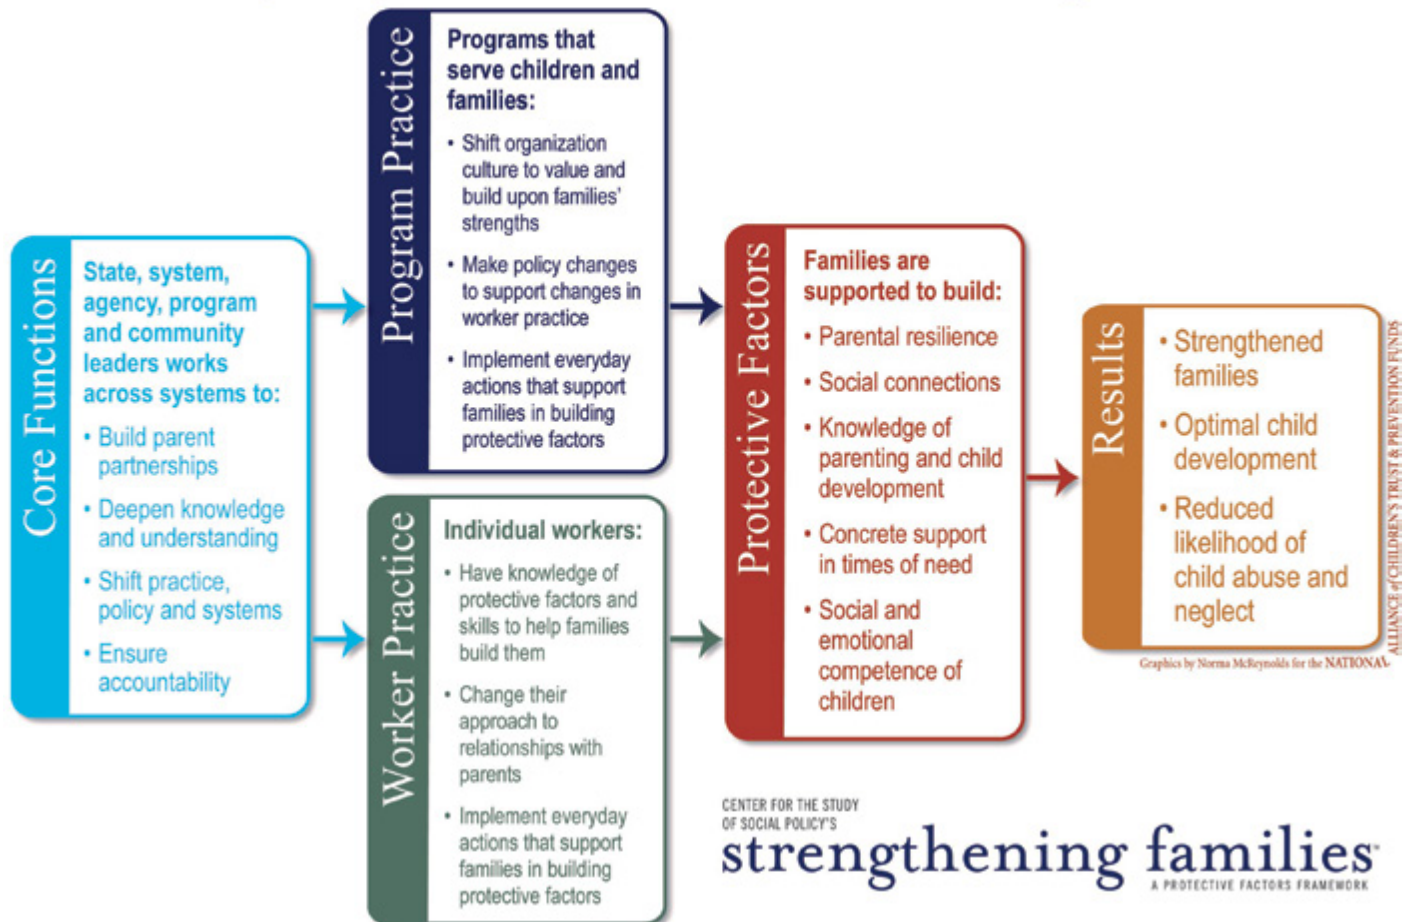 Core Functions
State, system,
agency, program
and community
leaders works
across systems to:
• Build parent
partnerships
• Deepen knowledge
and understanding
• Shift practice,
policy and systems
• Ensure
accountability
Program Practice
Programs that
serve children and
families:
• Shift organization
culture to value and
build upon families'
strengths
• Make policy changes
to support changes in
worker practice
• Implement everyday
actions that support
families in building
protective factors
Worker Practice
Individual workers:
• Have knowledge of
protective factors and
skills to help families
build them
• Change their
approach to
relationships with
parents
• Implement everyday
actions that support
families in building
protective factors
Protective Factors
Families are
supported to build:
• Parental resilience
• Social connections
• Knowledge of
parenting and child
development
• Concrete support
in times of need
• Social and
emotional
competence of
children
Results
• Strengthened
families
• Optimal child
development
• Reduced
likelihood of
child abuse and
neglect
Graphics by Norma McReynolds for the NATIONAL
ALLIANCE of CHILDREN'S TRUST & PREVENTION FUNDS
CENTER FOR THE STUDY
OF SOCIAL POLICY'S
strengthening families™
A PROTECTIVE FACTORS FRAMEWORK